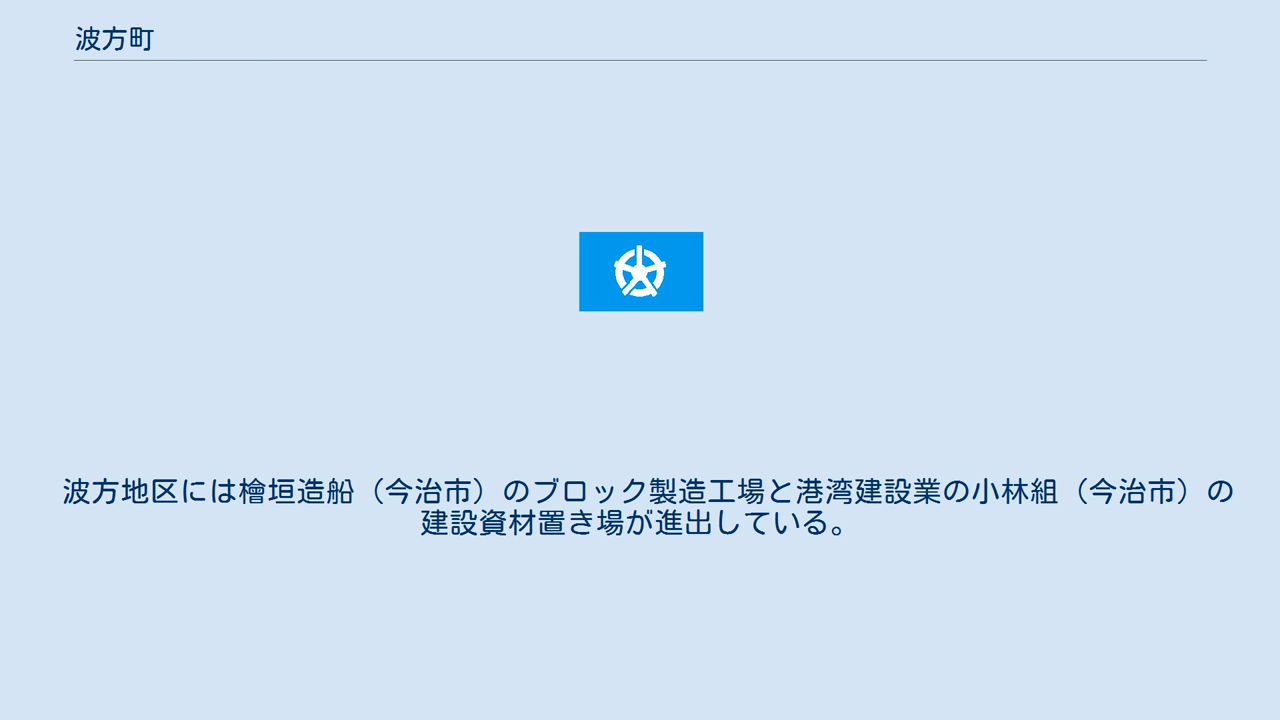 波方町
波方地区には檜垣造船（今治市）のブロック製造工場と港湾建設業の小林組（今治市）の
建設資材置き場が進出している。